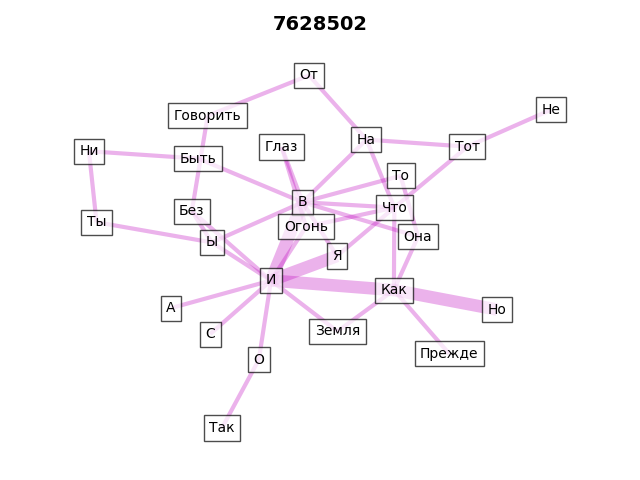 7628502
От
Не
Говорить
На
Глаз
Тот
Ни
Быть
То
В
Что
Без
Ты
Огонь
Она
Ы
Я
И
Как
А
Но
Земля
С
Прежде
О
Так